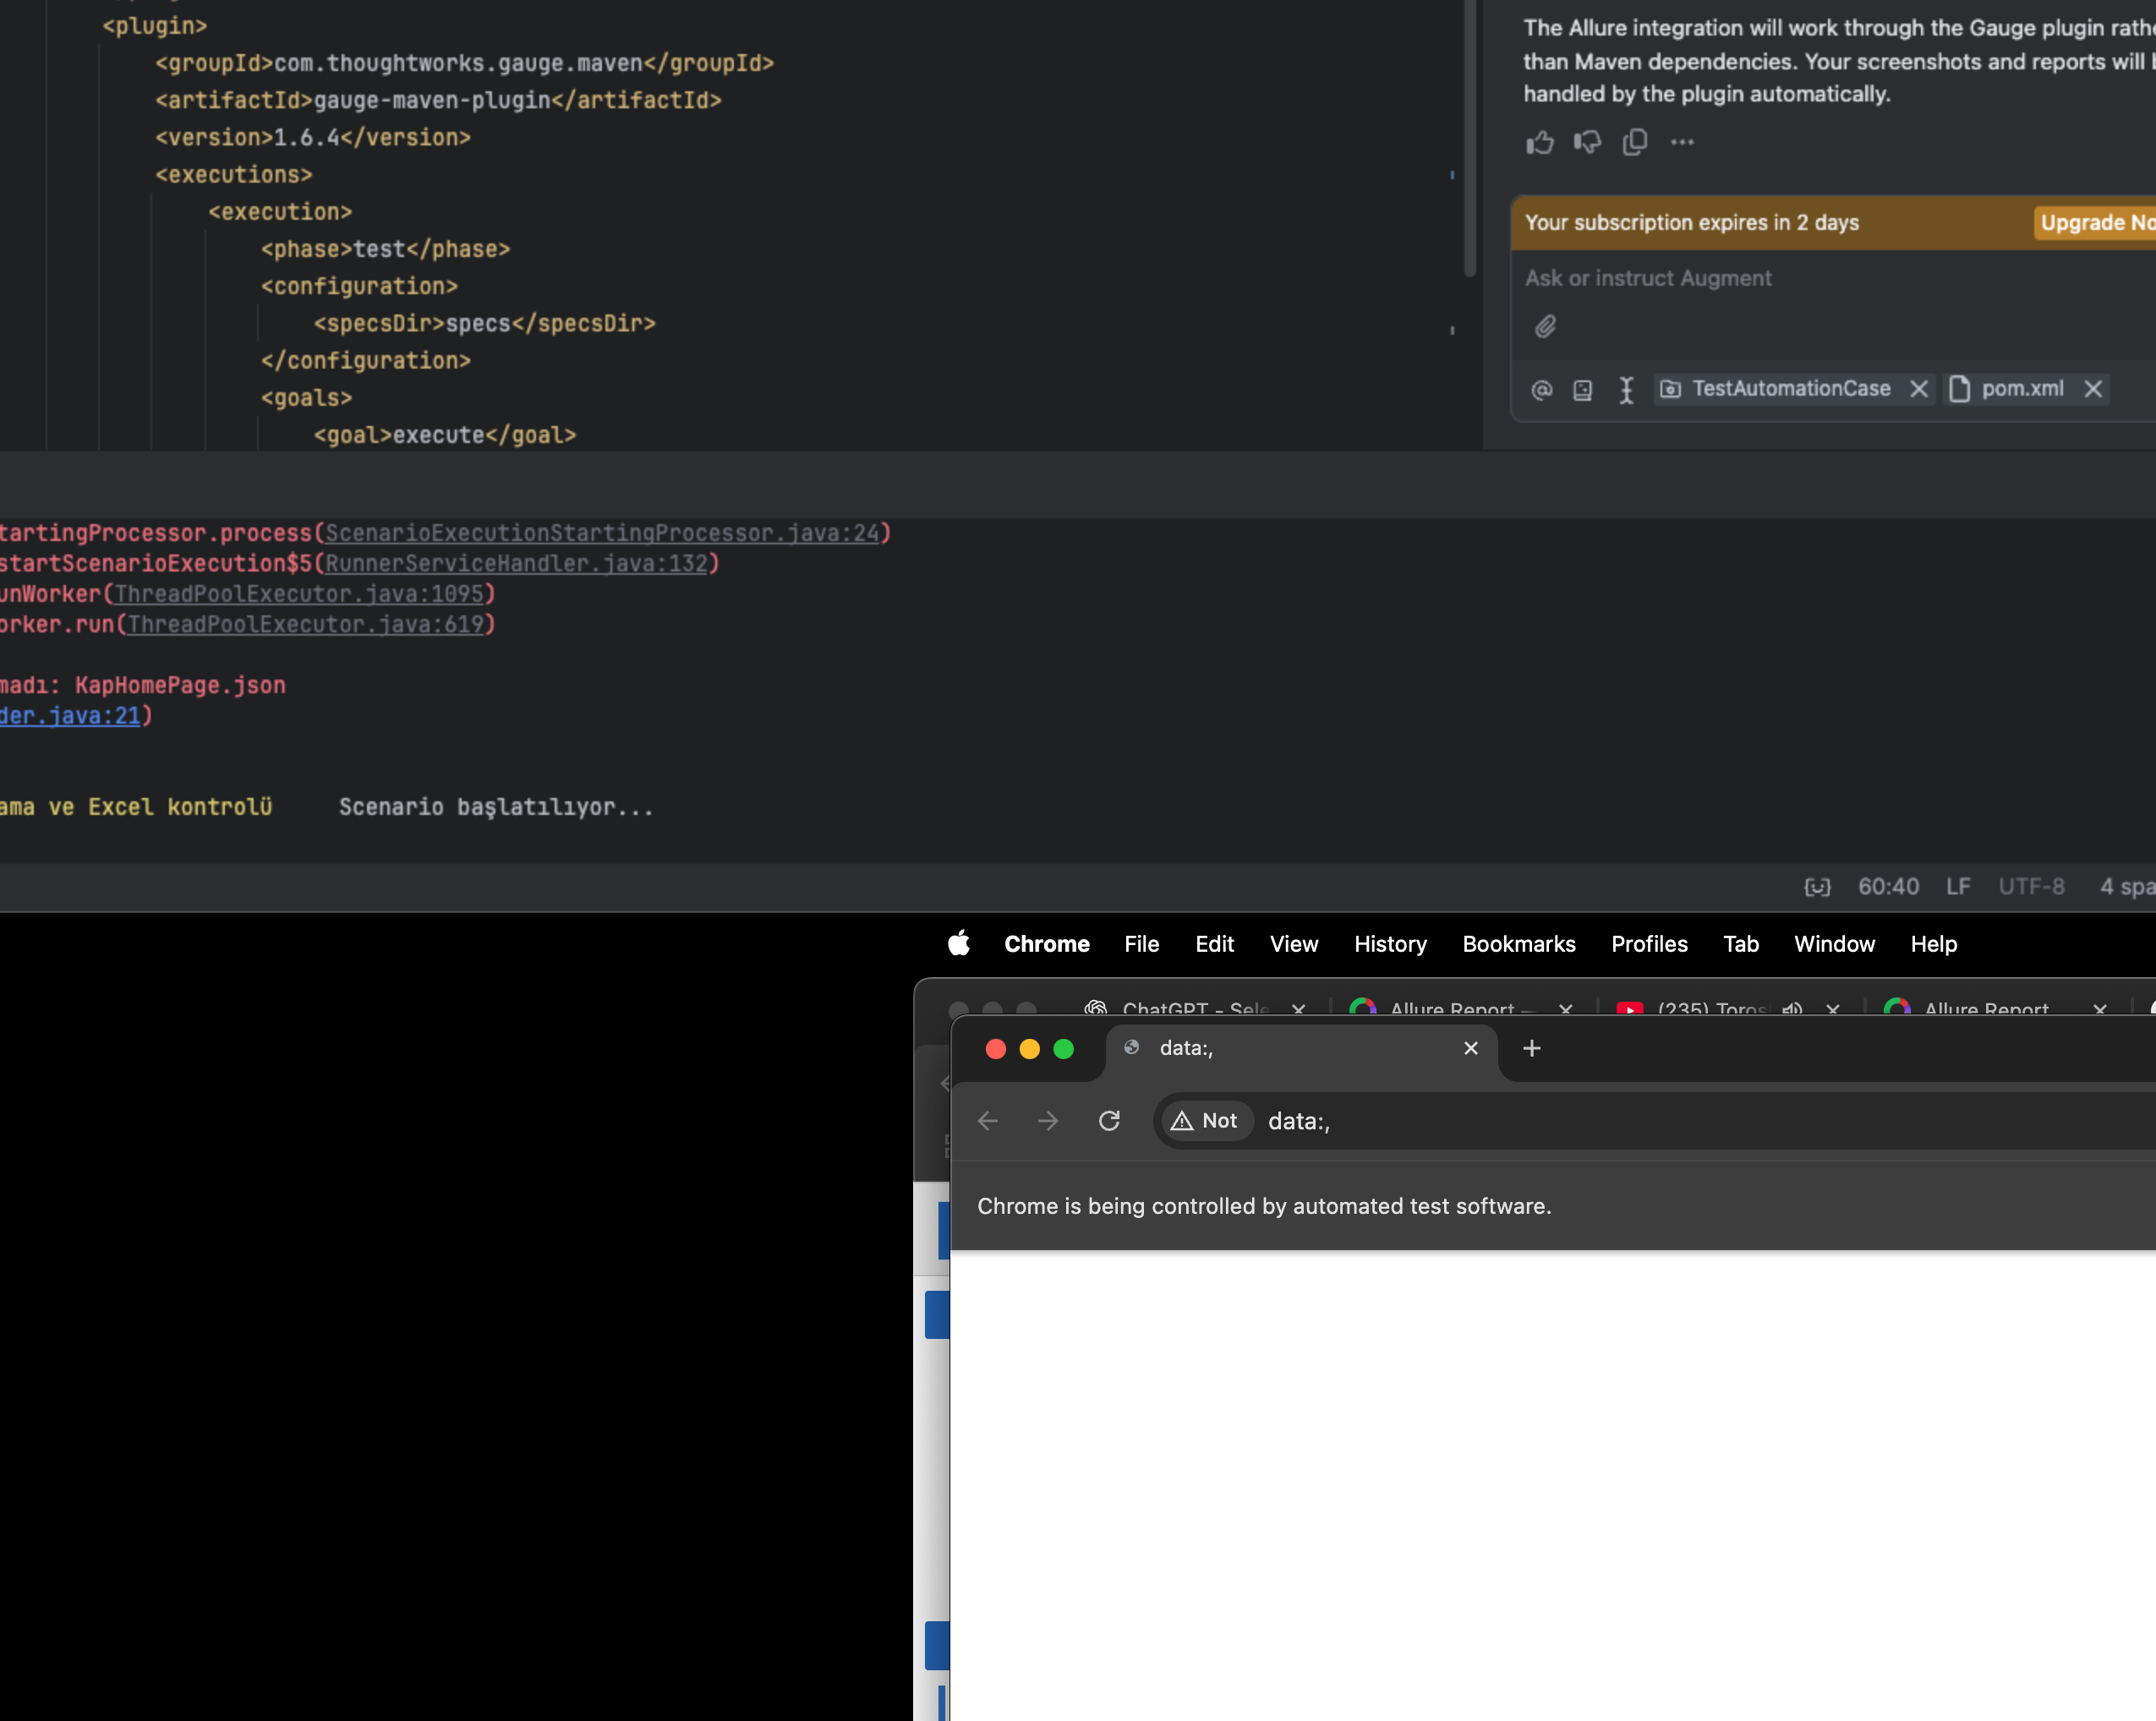 <plugin>
<groupId>com.thoughtworks.gauge.maven</groupId>
<artifactId>gauge-maven-plugin</artifactId>
<version>1.6.4</version>
<executions>
<execution>
<phase>test</phase>
<configuration>
<specsDir>specs</specsDir>
</configuration>
<goals>
<goal>execute</goal>
The Allure integration will work through the Gauge plugin rathe
than Maven dependencies. Your screenshots and reports will b
handled by the plugin automatically.
Your subscription expires in 2 days
Upgrade No
Ask or instruct Augment
TestAutomationCase
pom.xml
tartingProcessor.process(ScenarioExecutionStartingProcessor.java:24)
startScenarioExecution$5(RunnerServiceHandler.java:132)
unWorker(ThreadPoolExecutor.java:1095)
orker.run(ThreadPoolExecutor.java:619)
madı: KapHomePage.json
der.java:21)
ama ve Excel kontrolü Scenario başlatılıyor...
60:40 LF UTF-8 4 spa
Chrome File Edit View History Bookmarks Profiles Tab Window Help
ChatGPT - Sele
Allure Report
(235) Toros
Allure Report
data:,
Not data:,
Chrome is being controlled by automated test software.